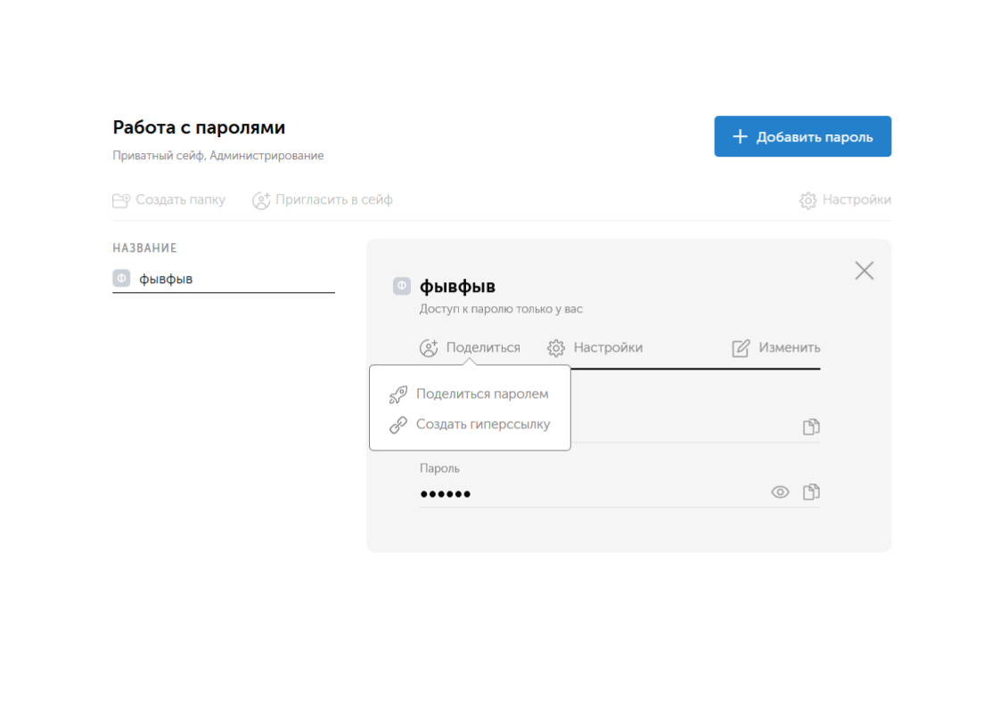 Работа с паролями
Добавить пароль
Приватный сейф, Администрирование
Создать папку
Пригласить в сейф
Настройки
НАЗВАНИЕ
Ф фывфыв
Ф фывфыв
Доступ к паролю только у вас
Поделиться
Настройки
Изменить
Поделиться паролем
Создать гиперссылку
Пароль